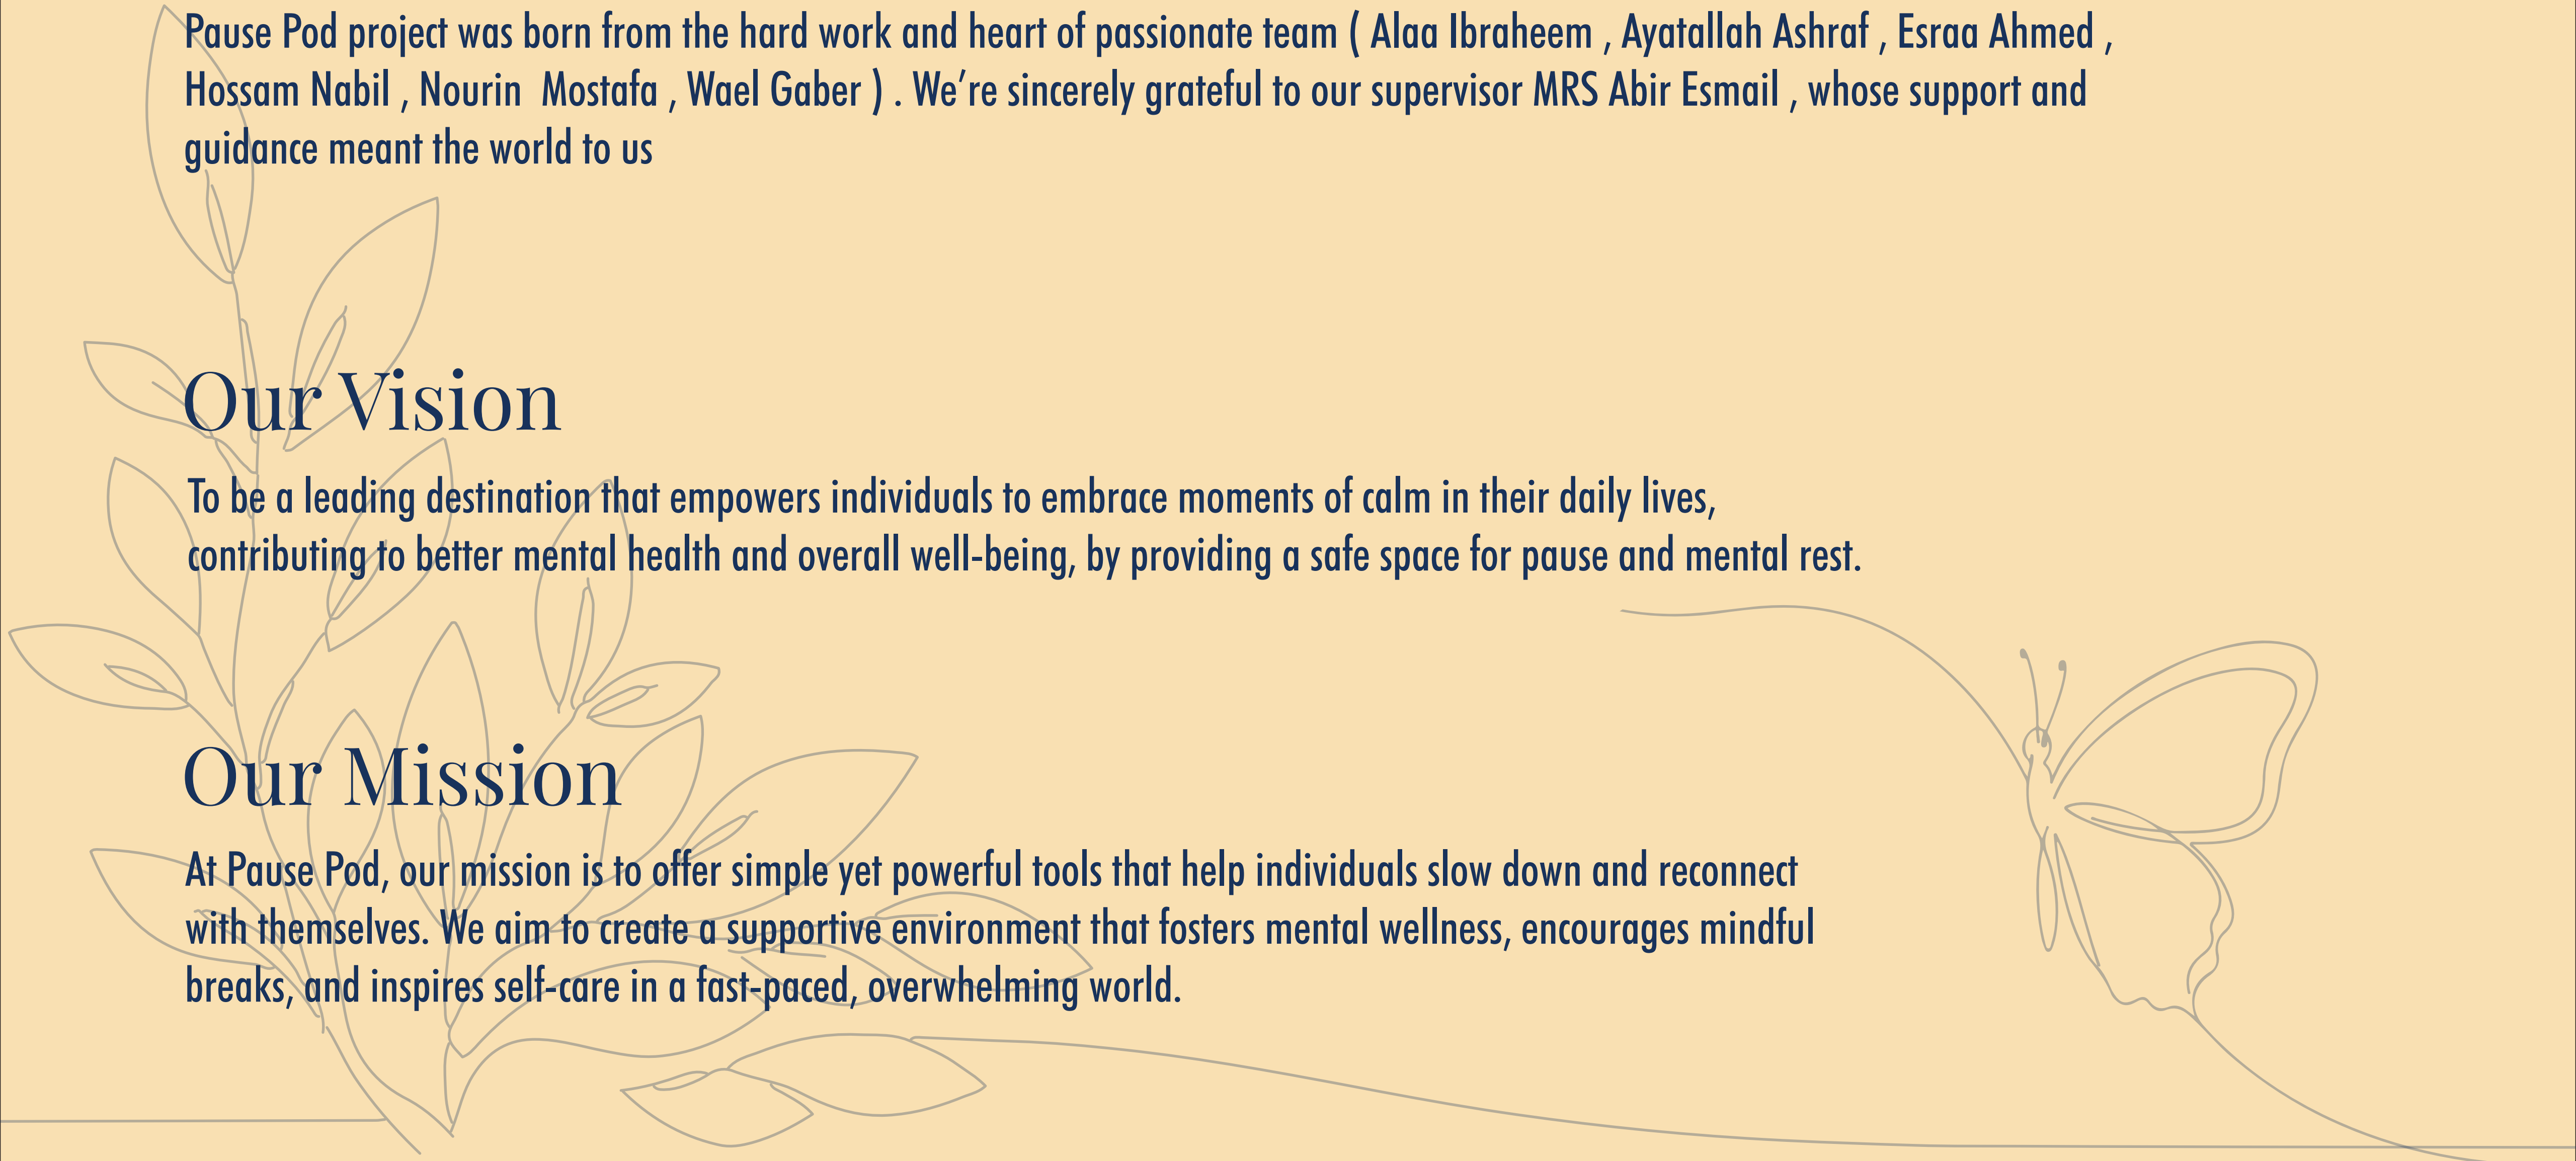 Pause Pod project was born from the hard work and heart of passionate team ( Alaa Ibraheem , Ayatallah Ashraf , Esraa Ahmed ,
Hossam Nabil , Nourin  Mostafa , Wael Gaber ) . We’re sincerely grateful to our supervisor MRS Abir Esmail , whose support and
guidance meant the world to us
Our Vision
To be a leading destination that empowers individuals to embrace moments of calm in their daily lives,
contributing to better mental health and overall well-being, by providing a safe space for pause and mental rest.
Our Mission
At Pause Pod, our mission is to offer simple yet powerful tools that help individuals slow down and reconnect
with themselves. We aim to create a supportive environment that fosters mental wellness, encourages mindful
breaks, and inspires self-care in a fast-paced, overwhelming world.